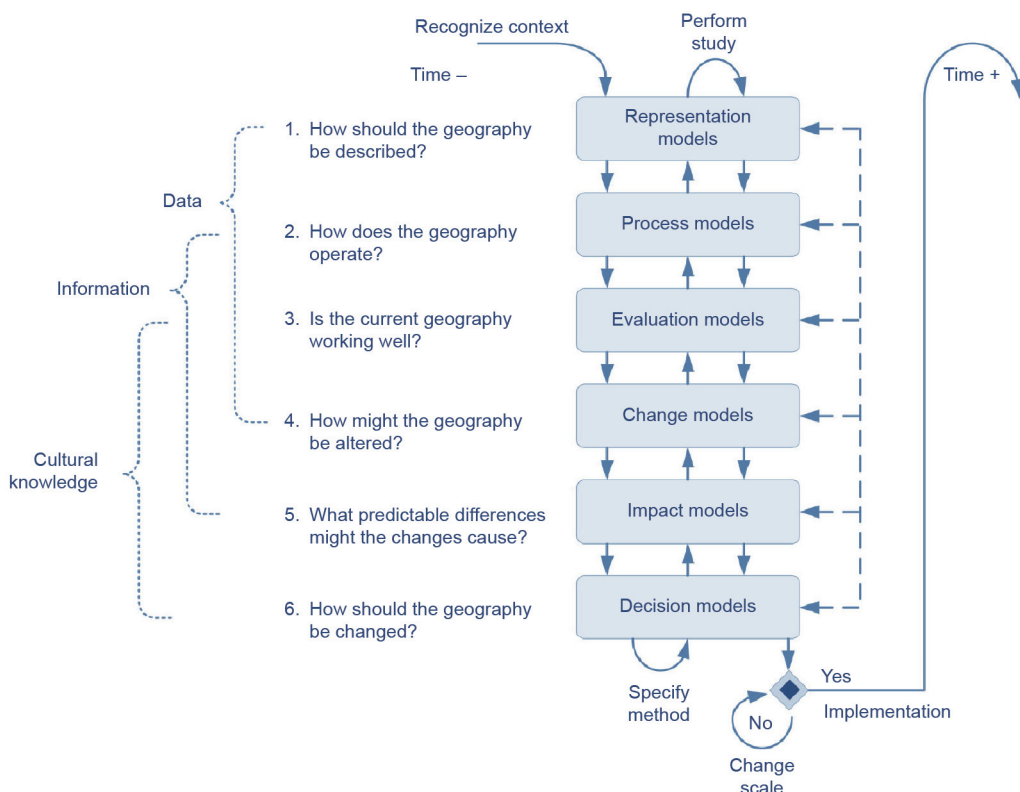 Recognize context
Perform
study
Time –
Time +
Representation
models
1. How should the geography
be described?
Data
Process models
2. How does the geography
operate?
Information
Evaluation models
3. Is the current geography
working well?
Change models
4. How might the geography
be altered?
Cultural
knowledge
Impact models
5. What predictable differences
might the changes cause?
Decision models
6. How should the geography
be changed?
Specify
method
Yes
Implementation
No
Change
scale